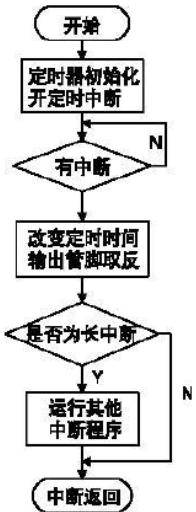 开始
定时器初始化
开定时中断
N
有中断
改变定时时间
输出管脚取反
是否为长中断
Y
N
运行其他
中断程序
中断返回